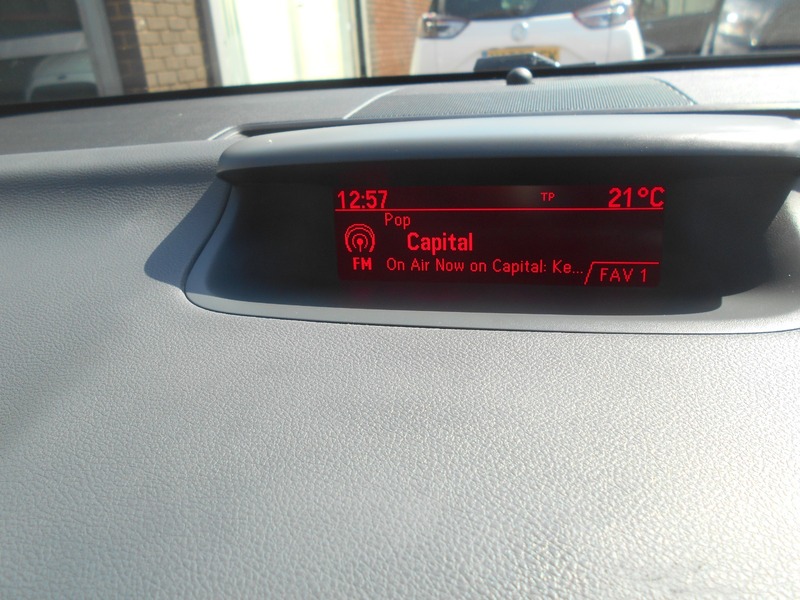 12:57 TP 21°C
Pop
Capital
FM On Air Now on Capital: Ke...
FAV 1